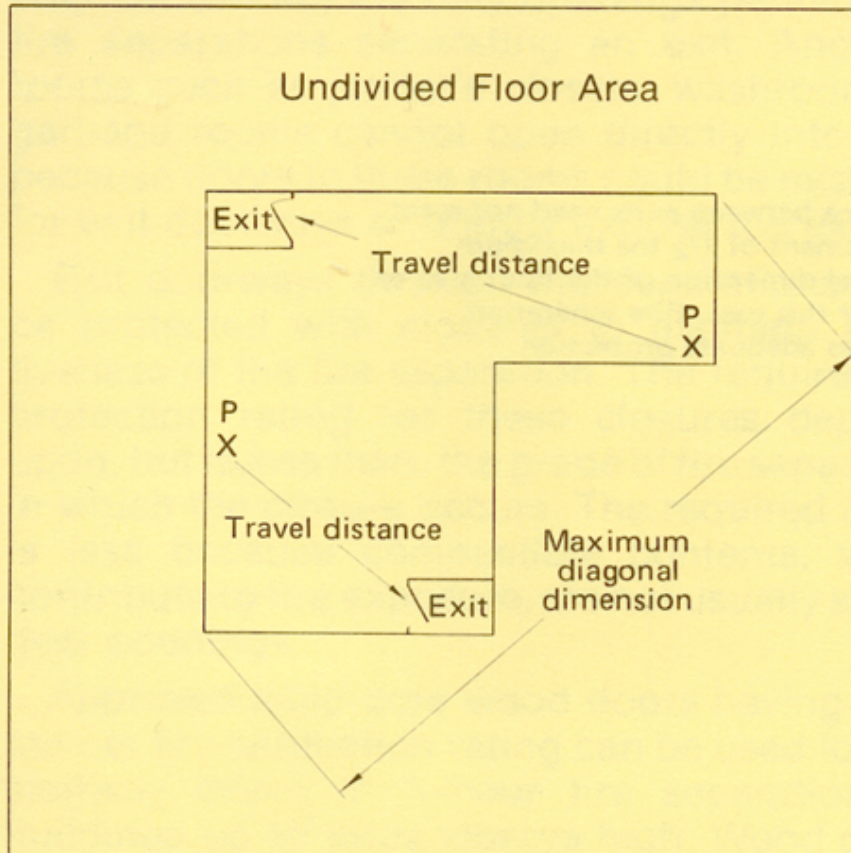 Undivided Floor Area
Exit
Travel distance
P
X
P
X
Travel distance
Maximum
diagonal
dimension
Exit